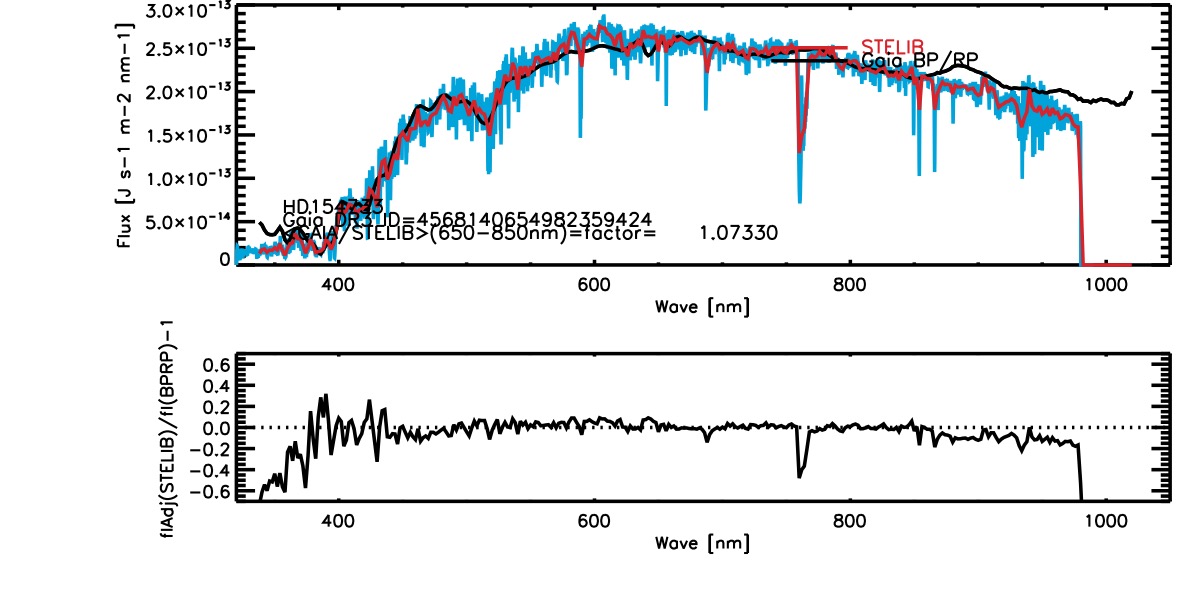 3.0×10⁻¹³
2.5×10⁻¹³
2.0×10⁻¹³
1.5×10⁻¹³
1.0×10⁻¹³
5.0×10⁻¹⁴
0
Flux [J s−1 m−2 nm−1]
STELIB
Gaia BP/RP
HD154733
Gaia DR3 ID=4568140654982359424
<GAIA/STELIB>(650−850nm)=factor= 1.07330
400 600 800 1000
Wave [nm]
flAdj(STELIB)/fl(BPRP)−1
0.6
0.4
0.2
0.0
−0.2
−0.4
−0.6
400 600 800 1000
Wave [nm]